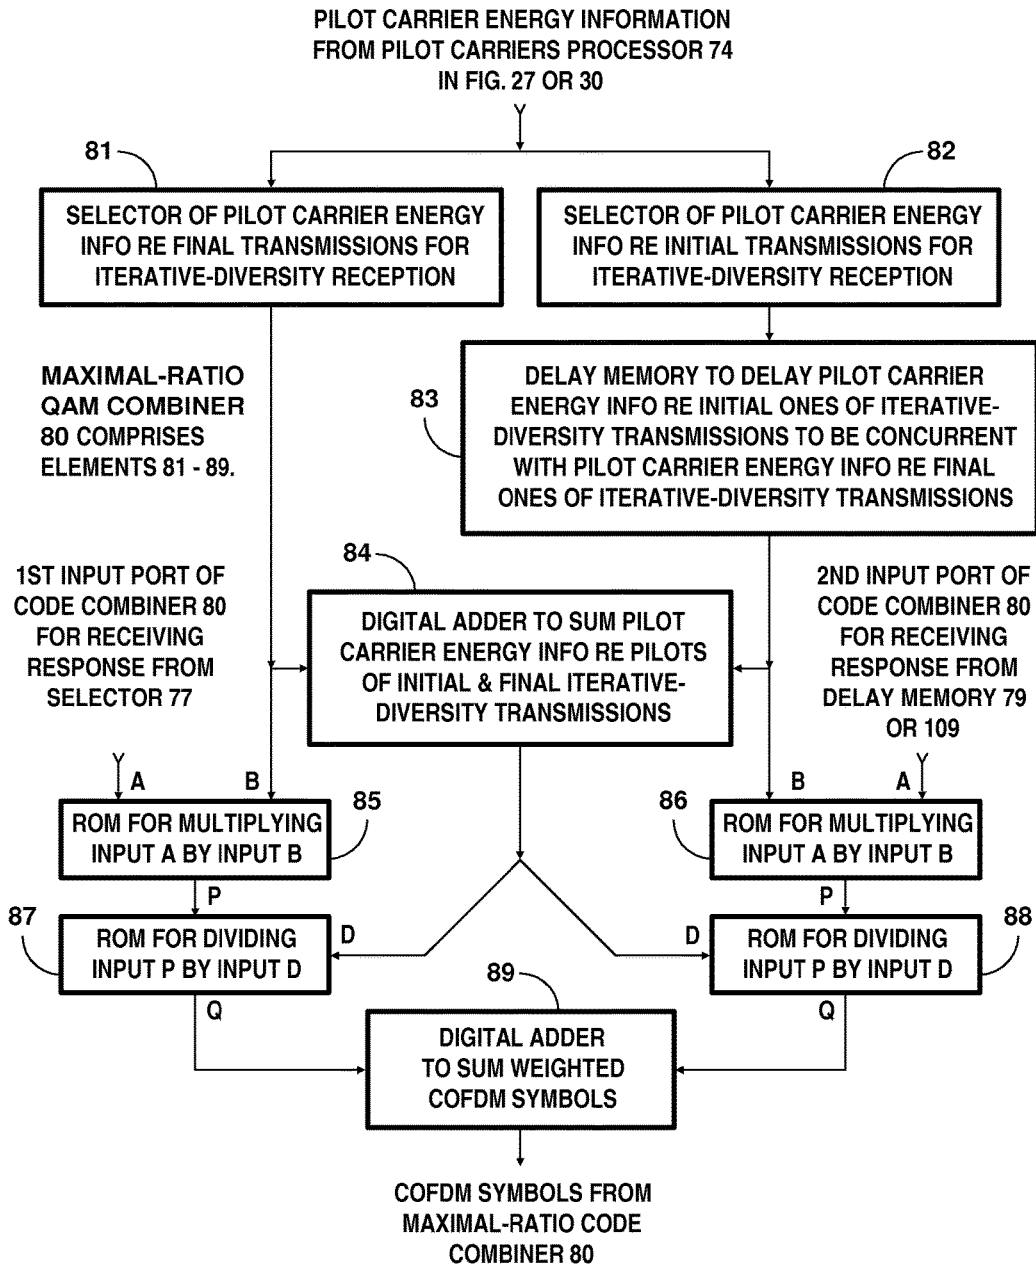 PILOT CARRIER ENERGY INFORMATION
FROM PILOT CARRIERS PROCESSOR 74
IN FIG. 27 OR 30
81
82
SELECTOR OF PILOT CARRIER ENERGY
INFO RE FINAL TRANSMISSIONS FOR
ITERATIVE-DIVERSITY RECEPTION
SELECTOR OF PILOT CARRIER ENERGY
INFO RE INITIAL TRANSMISSIONS FOR
ITERATIVE-DIVERSITY RECEPTION
MAXIMAL-RATIO
QAM COMBINER
80 COMPRISES
ELEMENTS 81 - 89.
83
DELAY MEMORY TO DELAY PILOT CARRIER
ENERGY INFO RE INITIAL ONES OF ITERATIVE-
DIVERSITY TRANSMISSIONS TO BE CONCURRENT
WITH PILOT CARRIER ENERGY INFO RE FINAL
ONES OF ITERATIVE-DIVERSITY TRANSMISSIONS
1ST INPUT PORT OF
CODE COMBINER 80
FOR RECEIVING
RESPONSE FROM
SELECTOR 77
84
DIGITAL ADDER TO SUM PILOT
CARRIER ENERGY INFO RE PILOTS
OF INITIAL & FINAL ITERATIVE-
DIVERSITY TRANSMISSIONS
2ND INPUT PORT OF
CODE COMBINER 80
FOR RECEIVING
RESPONSE FROM
DELAY MEMORY 79
OR 109
A
B
85
86
B
A
ROM FOR MULTIPLYING
INPUT A BY INPUT B
ROM FOR MULTIPLYING
INPUT A BY INPUT B
P
P
87
D
D
88
ROM FOR DIVIDING
INPUT P BY INPUT D
ROM FOR DIVIDING
INPUT P BY INPUT D
Q
89
Q
DIGITAL ADDER
TO SUM WEIGHTED
COFDM SYMBOLS
COFDM SYMBOLS FROM
MAXIMAL-RATIO CODE
COMBINER 80